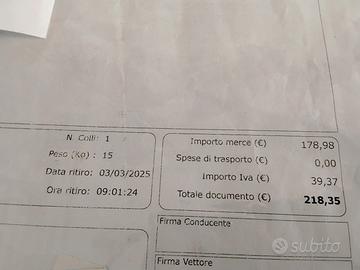 N. Colli: 1
Peso (Kg) : 15
Data ritiro: 03/03/2025
Ora ritiro: 09:01:24
Importo merce (€) 178,98
Spese di trasporto (€) 0,00
Importo Iva (€) 39,37
Totale documento (€) 218,35
Firma Conducente
Firma Vettore
subito